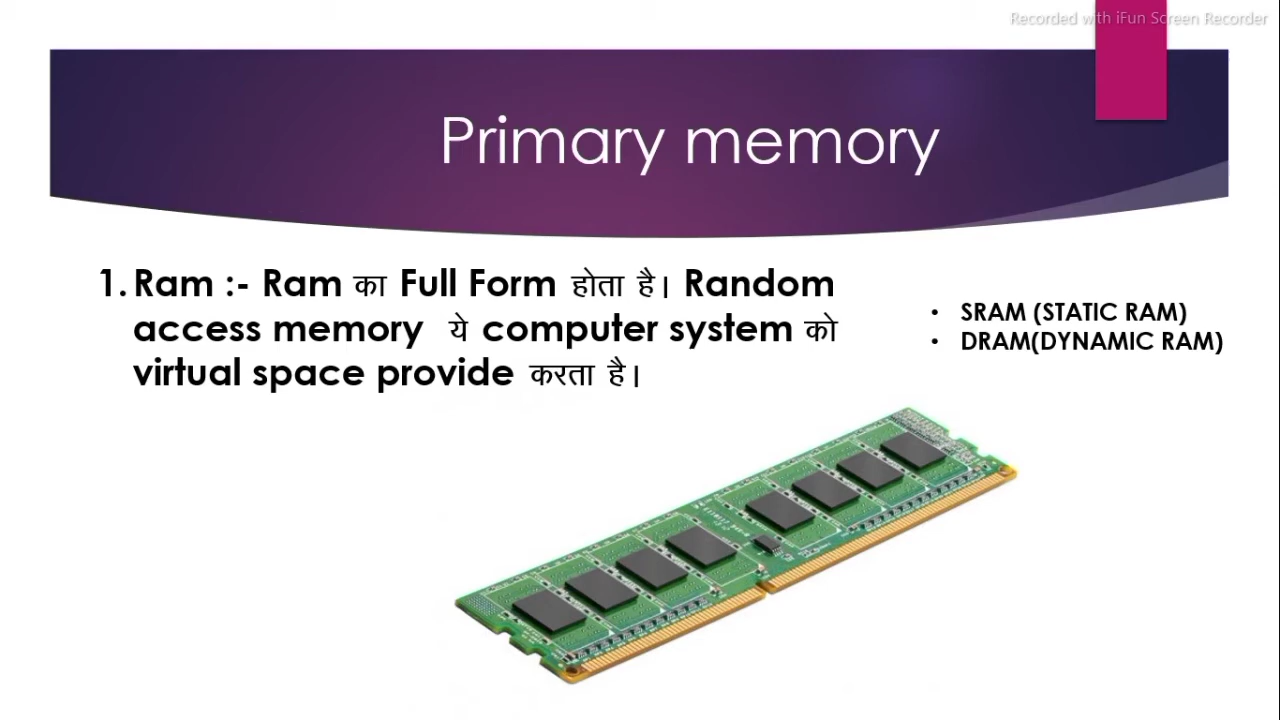 Recorded with iFun Screen Recorder
Primary memory
1. Ram :- Ram का Full Form होता है। Random
access memory ये computer system को
virtual space provide करता है।
• SRAM (STATIC RAM)
• DRAM(DYNAMIC RAM)